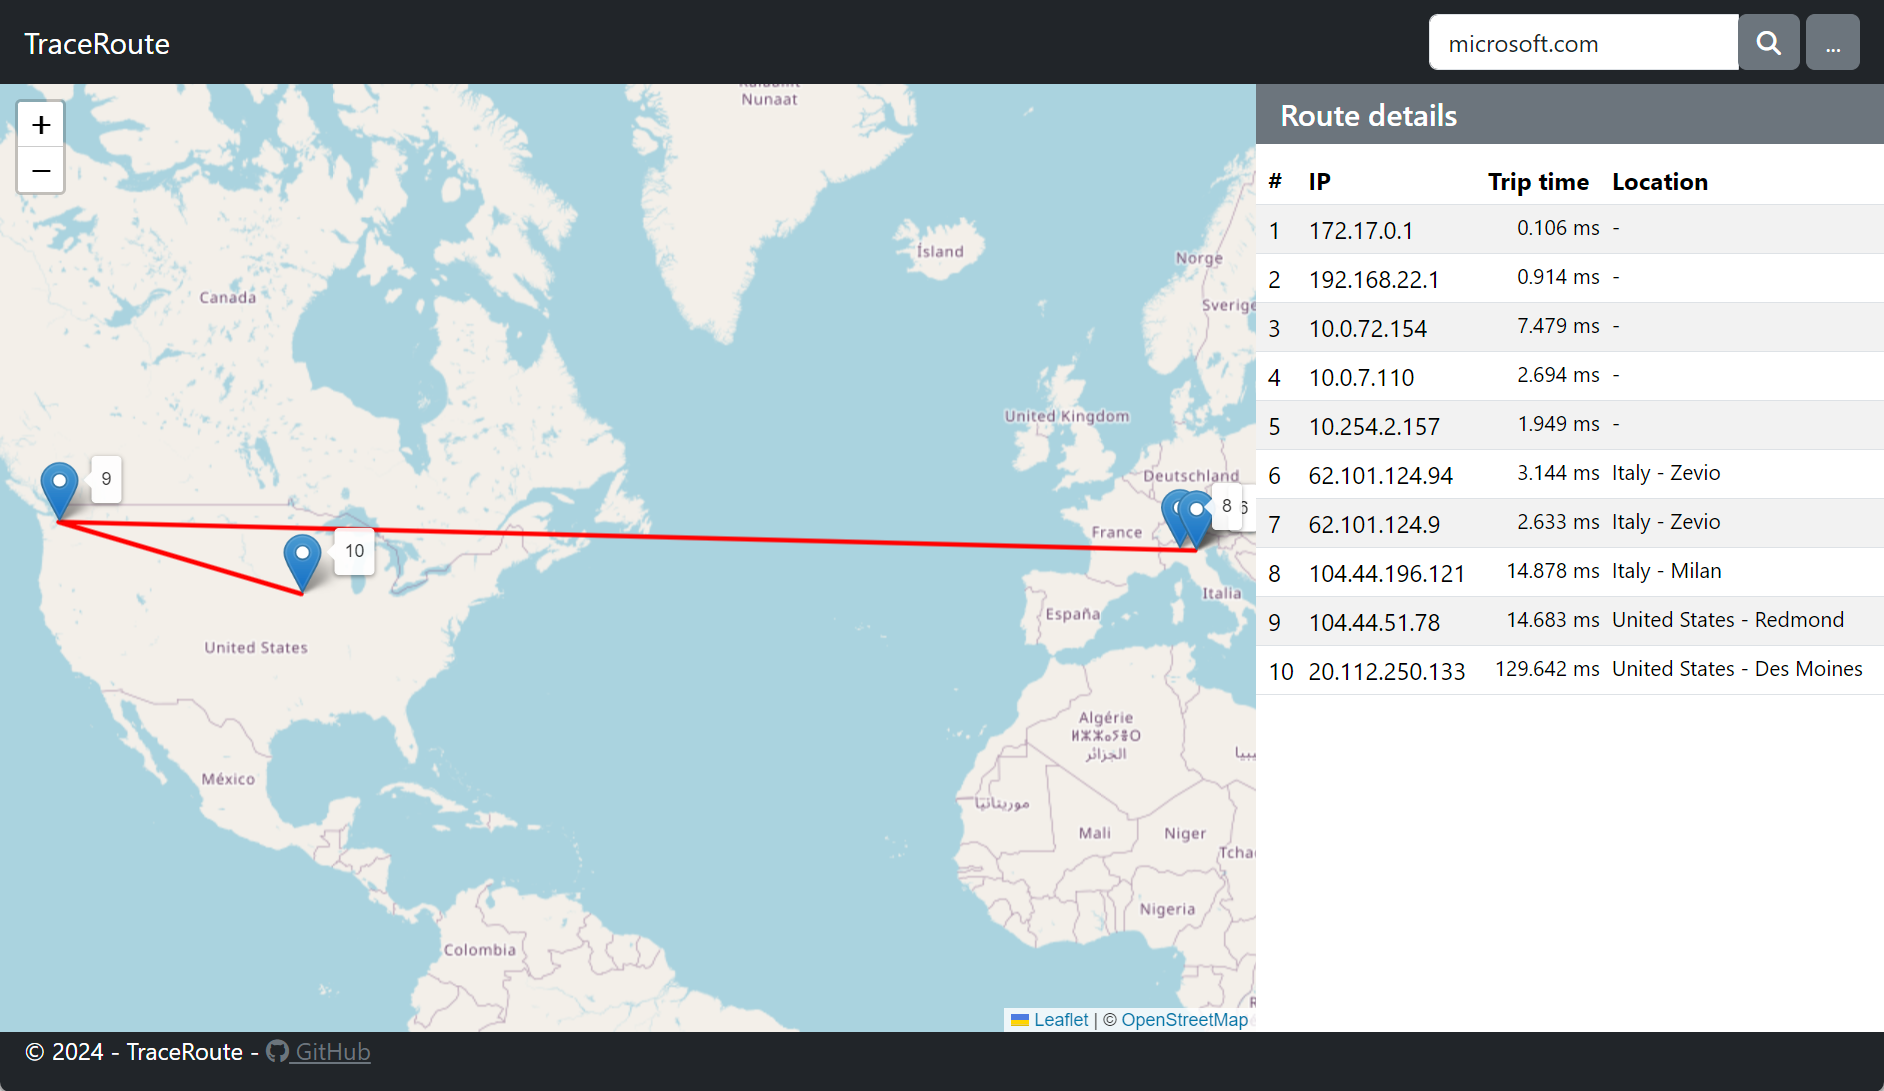 TraceRoute
microsoft.com
...
+
−
Nunaat
Ísland
Norge
Sverige
Canada
United Kingdom
Deutschland
9
8
6
France
10
Italia
España
United States
Algérie
ⵍⵣⵣⴰⵢⴻⵔ
الجزائر
México
موريتانيا
Mali
Niger
Nigeria
Colombia
Leaflet | © OpenStreetMap
Route details
# IP Trip time Location
1 172.17.0.1 0.106 ms -
2 192.168.22.1 0.914 ms -
3 10.0.72.154 7.479 ms -
4 10.0.7.110 2.694 ms -
5 10.254.2.157 1.949 ms -
6 62.101.124.94 3.144 ms Italy - Zevio
7 62.101.124.9 2.633 ms Italy - Zevio
8 104.44.196.121 14.878 ms Italy - Milan
9 104.44.51.78 14.683 ms United States - Redmond
10 20.112.250.133 129.642 ms United States - Des Moines
© 2024 - TraceRoute - GitHub